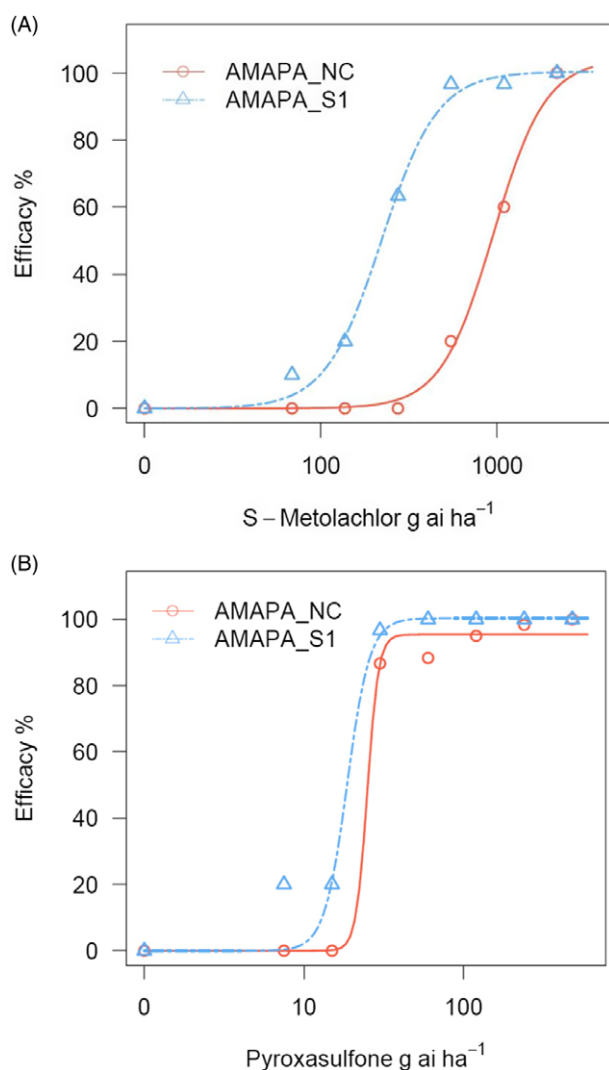 (A)
AMAPA_NC
AMAPA_S1
100
80
60
40
20
0
Efficacy %
0 100 1000
S – Metolachlor g ai ha⁻¹
(B)
AMAPA_NC
AMAPA_S1
100
80
60
40
20
0
Efficacy %
0 10 100
Pyroxasulfone g ai ha⁻¹